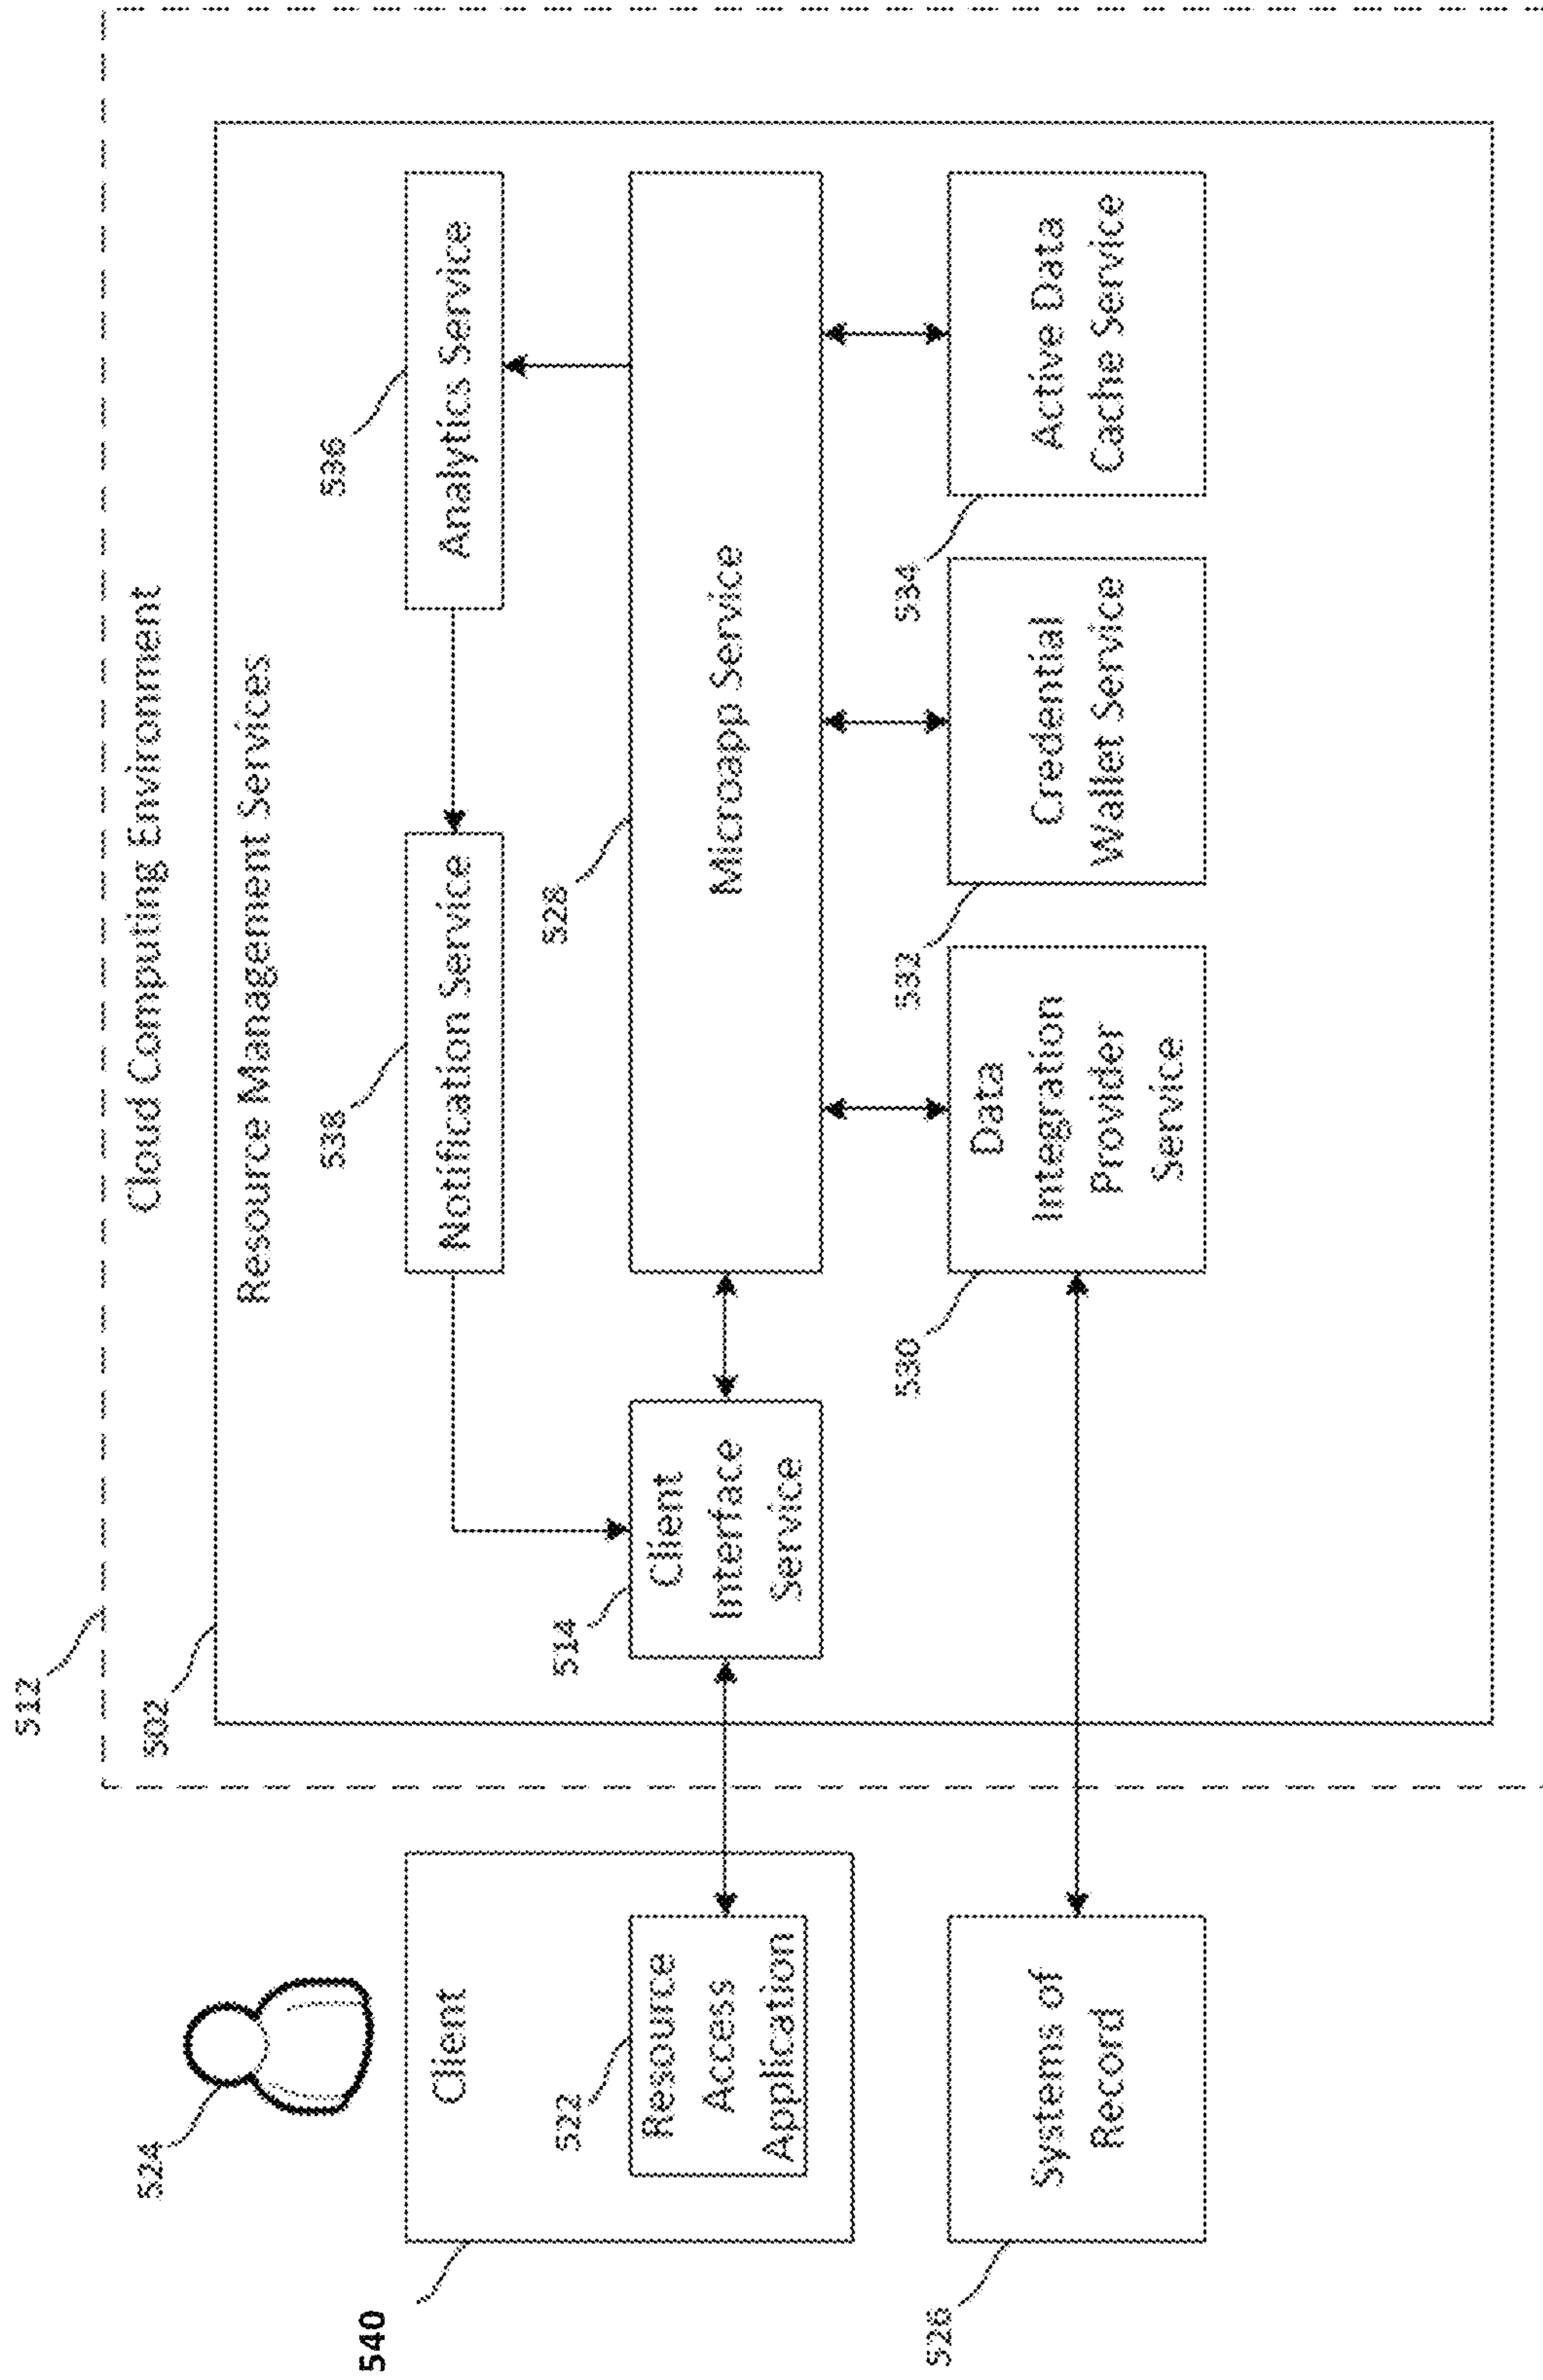 512
Cloud Computing Environment
502
Resource Management Services
524
540
Client
522
Resource
Access
Application
526
Systems of
Record
538
Notification Service
536
Analytics Service
514
Client
Interface
Service
528
Microapp Service
530
Data
Integration
Provider
Service
532
Credential
Wallet Service
534
Active Data
Cache Service